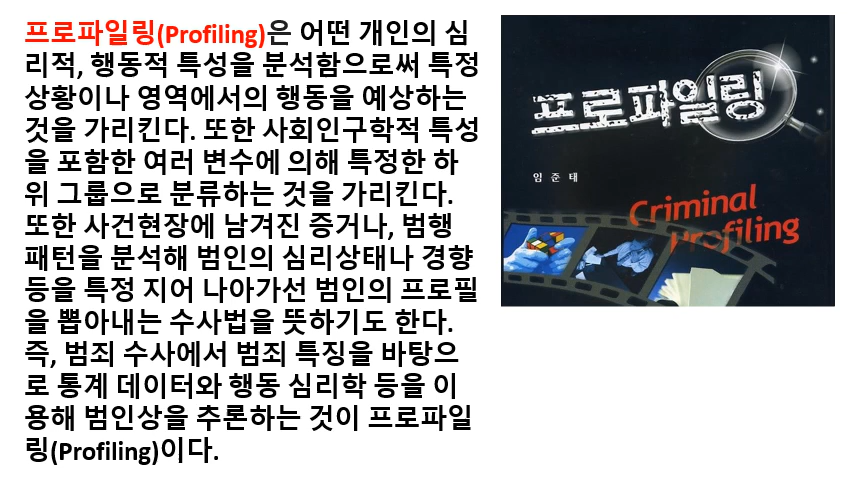 프로파일링(Profiling)은 어떤 개인의 심
리적, 행동적 특성을 분석함으로써 특정
상황이나 영역에서의 행동을 예상하는
것을 가리킨다. 또한 사회인구학적 특성
을 포함한 여러 변수에 의해 특정한 하
위 그룹으로 분류하는 것을 가리킨다.
또한 사건현장에 남겨진 증거나, 범행
패턴을 분석해 범인의 심리상태나 경향
등을 특정 지어 나아가선 범인의 프로필
을 뽑아내는 수사법을 뜻하기도 한다.
즉, 범죄 수사에서 범죄 특징을 바탕으
로 통계 데이터와 행동 심리학 등을 이
용해 범인상을 추론하는 것이 프로파일
링(Profiling)이다.
프로파일링
임 준 태
Criminal
Profiling